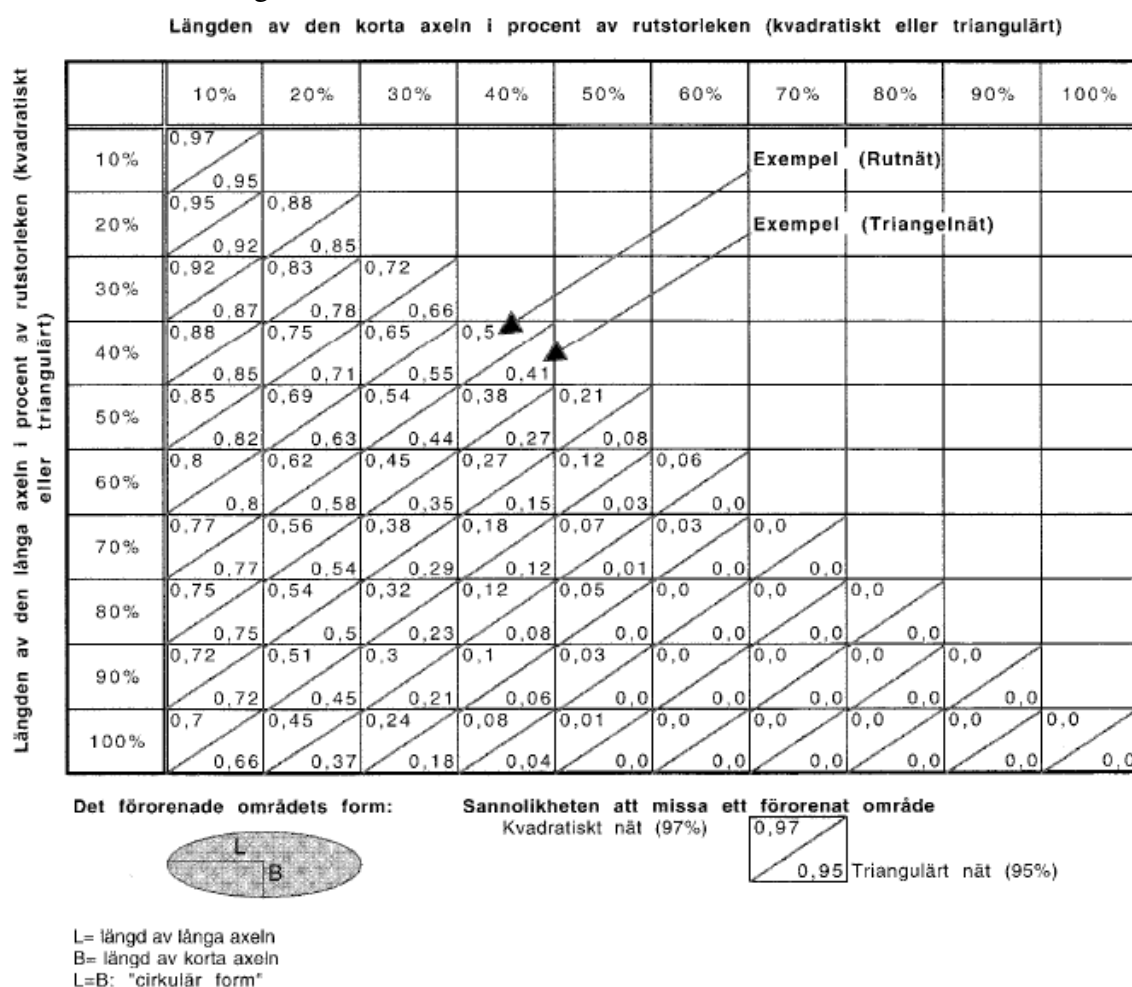 Längden av den korta axeln i procent av rutstorleken (kvadratiskt eller triangulärt)
Längden av den långa axeln i procent av rutstorleken (kvadratiskt
eller triangulärt)
10% 20% 30% 40% 50% 60% 70% 80% 90% 100%
10% 0,97 0,95
Exempel (Rutnät)
20% 0,95 0,92 0,88 0,85
Exempel (Triangelnät)
30% 0,92 0,87 0,83 0,78 0,72 0,66
40% 0,88 0,85 0,75 0,71 0,65 0,55 0,5 0,41
50% 0,85 0,82 0,69 0,63 0,54 0,44 0,38 0,27 0,21 0,08
60% 0,8 0,8 0,62 0,58 0,45 0,35 0,27 0,15 0,12 0,03 0,06 0,0
70% 0,77 0,77 0,56 0,54 0,38 0,29 0,18 0,12 0,07 0,01 0,03 0,0 0,0 0,0
80% 0,75 0,75 0,54 0,5 0,32 0,23 0,12 0,08 0,05 0,0 0,0 0,0 0,0 0,0 0,0 0,0
90% 0,72 0,72 0,51 0,45 0,3 0,21 0,1 0,06 0,03 0,0 0,0 0,0 0,0 0,0 0,0 0,0 0,0 0,0
100% 0,7 0,66 0,45 0,37 0,24 0,18 0,08 0,04 0,01 0,0 0,0 0,0 0,0 0,0 0,0 0,0 0,0 0,0 0,0 0,0
Det förorenade områdets form:
L
B
L= längd av långa axeln
B= längd av korta axeln
L=B: "cirkulär form"
Sannolikheten att missa ett förorenat område
Kvadratiskt nät (97%) 0,97
0,95 Triangulärt nät (95%)